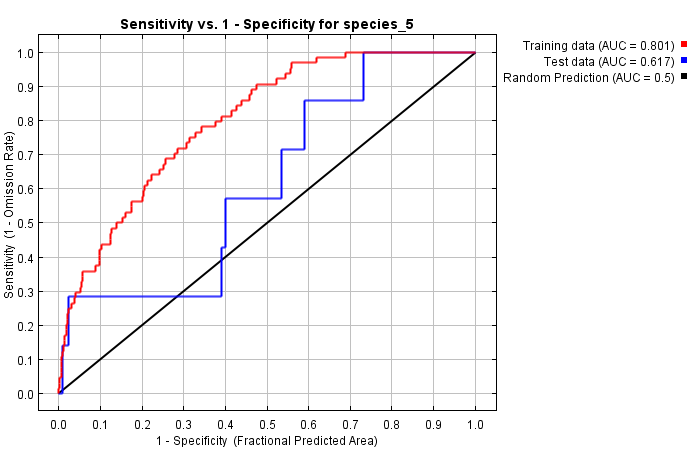 Sensitivity vs. 1 - Specificity for species_5
Training data (AUC = 0.801)
Test data (AUC = 0.617)
Random Prediction (AUC = 0.5)
Sensitivity (1 - Omission Rate)
1.0
0.9
0.8
0.7
0.6
0.5
0.4
0.3
0.2
0.1
0.0
0.0 0.1 0.2 0.3 0.4 0.5 0.6 0.7 0.8 0.9 1.0
1 - Specificity (Fractional Predicted Area)